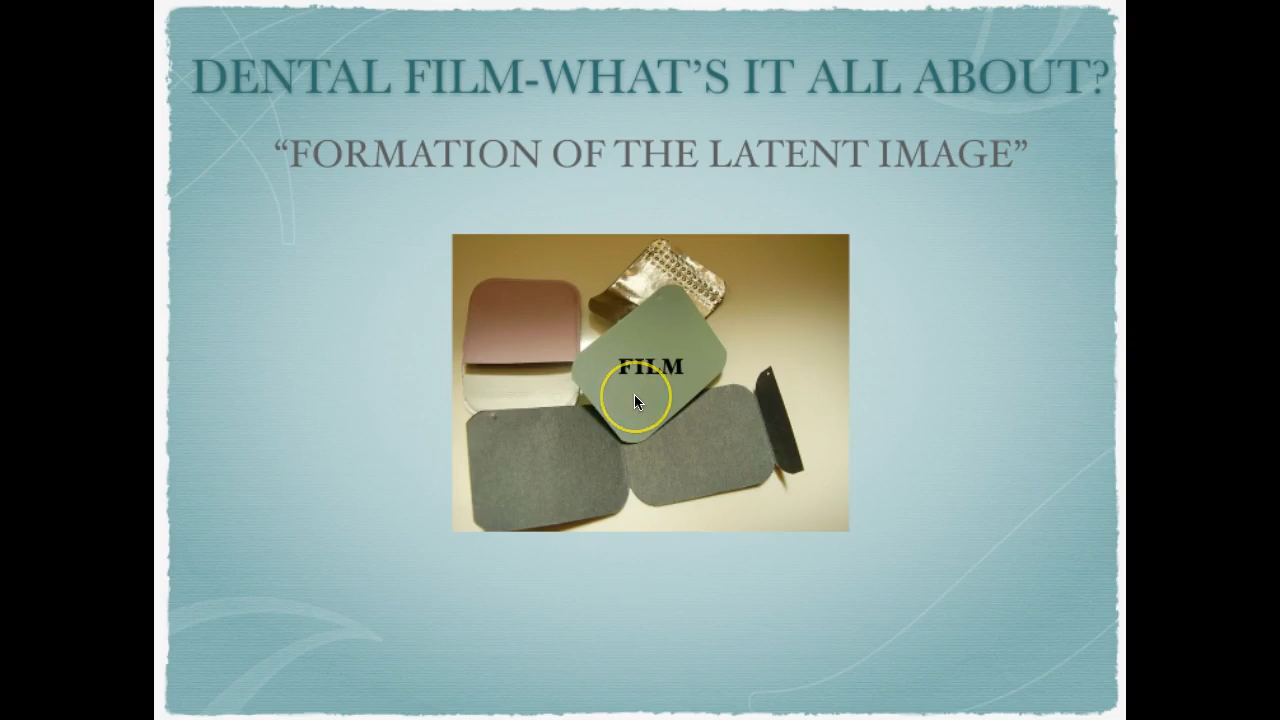 DENTAL FILM-WHAT'S IT ALL ABOUT?
“FORMATION OF THE LATENT IMAGE”
FILM